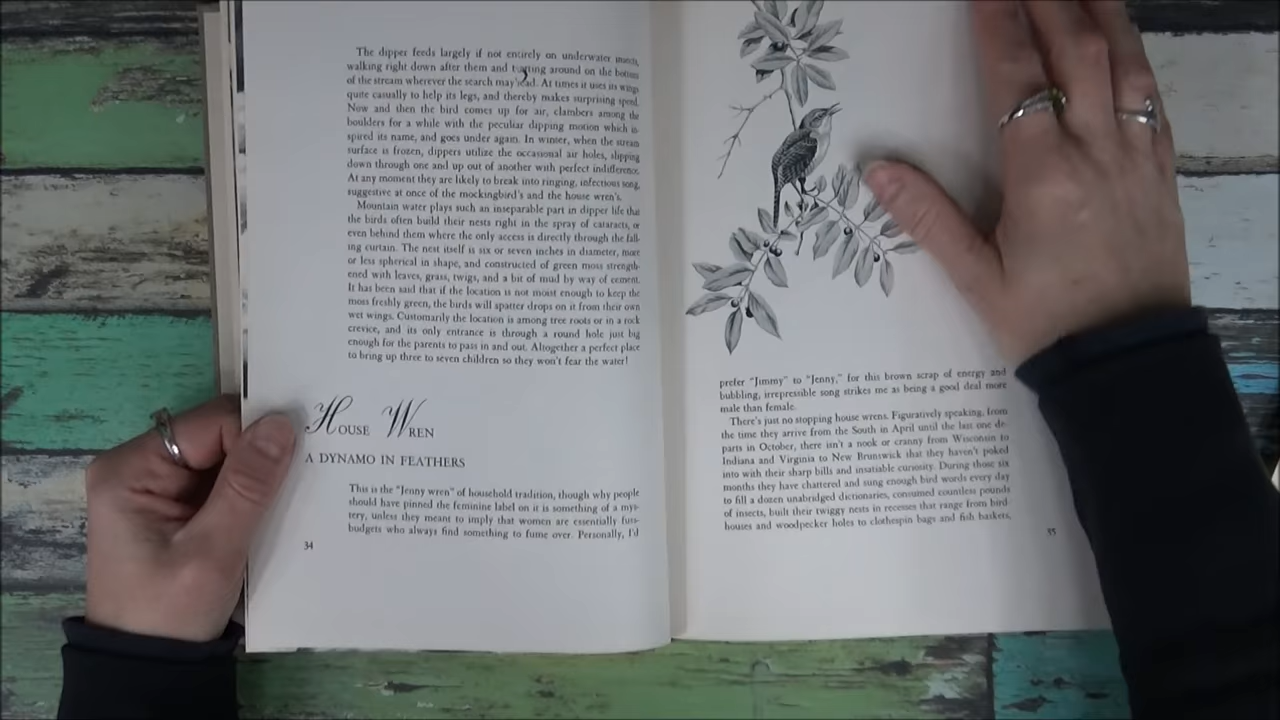 The dipper feeds largely if not entirely on underwater insects,
walking right down after them and trotting around on the bottom
of the stream wherever the search may lead. At times it uses its wings
quite casually to help its legs, and thereby makes surprising speed.
Now and then the bird comes up for air, clambers among the
boulders for a while with the peculiar dipping motion which in-
spired its name, and goes under again. In winter, when the stream
surface is frozen, dippers utilize the occasional air holes, slipping
down through one and up out of another with perfect indifference.
At any moment they are likely to break into ringing, infectious song,
suggestive at once of the mockingbird's and the house wren's.
Mountain water plays such an inseparable part in dipper life that
the birds often build their nests right in the spray of cataracts, or
even behind them where the only access is directly through the fall-
ing curtain. The nest itself is six or seven inches in diameter, more
or less spherical in shape, and constructed of green moss strength-
ened with leaves, grass, twigs, and a bit of mud by way of cement.
It has been said that if the location is not moist enough to keep the
moss freshly green, the birds will spatter drops on it from their own
wet wings. Customarily the location is among tree roots or in a rock
crevice, and its only entrance is through a round hole just big
enough for the parents to pass in and out. Altogether a perfect place
to bring up three to seven children so they won't fear the water!
House Wren
A DYNAMO IN FEATHERS
This is the "Jenny wren" of household tradition, though why people
should have pinned the feminine label on it is something of a mys-
tery, unless they meant to imply that women are essentially fuss-
budgets who always find something to fume over. Personally, I'd
34
prefer "Jimmy" to "Jenny," for this brown scrap of energy and
bubbling, irrepressible song strikes me as being a good deal more
male than female.
There's just no stopping house wrens. Figuratively speaking, from
the time they arrive from the South in April until the last one de-
parts in October, there isn't a nook or cranny from Wisconsin to
Indiana and Virginia to New Brunswick that they haven't poked
into with their sharp bills and insatiable curiosity. During those six
months they have chartered and sung enough bird words every day
to fill a dozen unabridged dictionaries, consumed countless pounds
of insects, built their twiggy nests in recesses that range from bird
houses and woodpecker holes to clothespin bags and fish baskets,
35